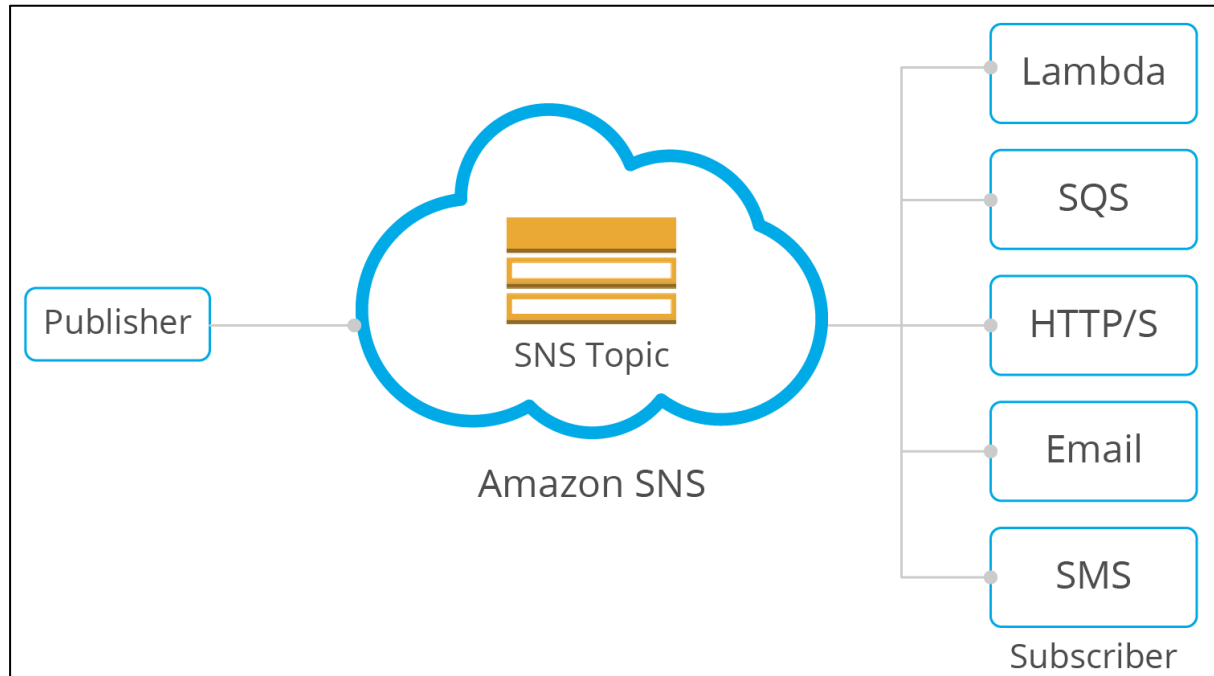 Publisher
SNS Topic
Amazon SNS
Lambda
SQS
HTTP/S
Email
SMS
Subscriber